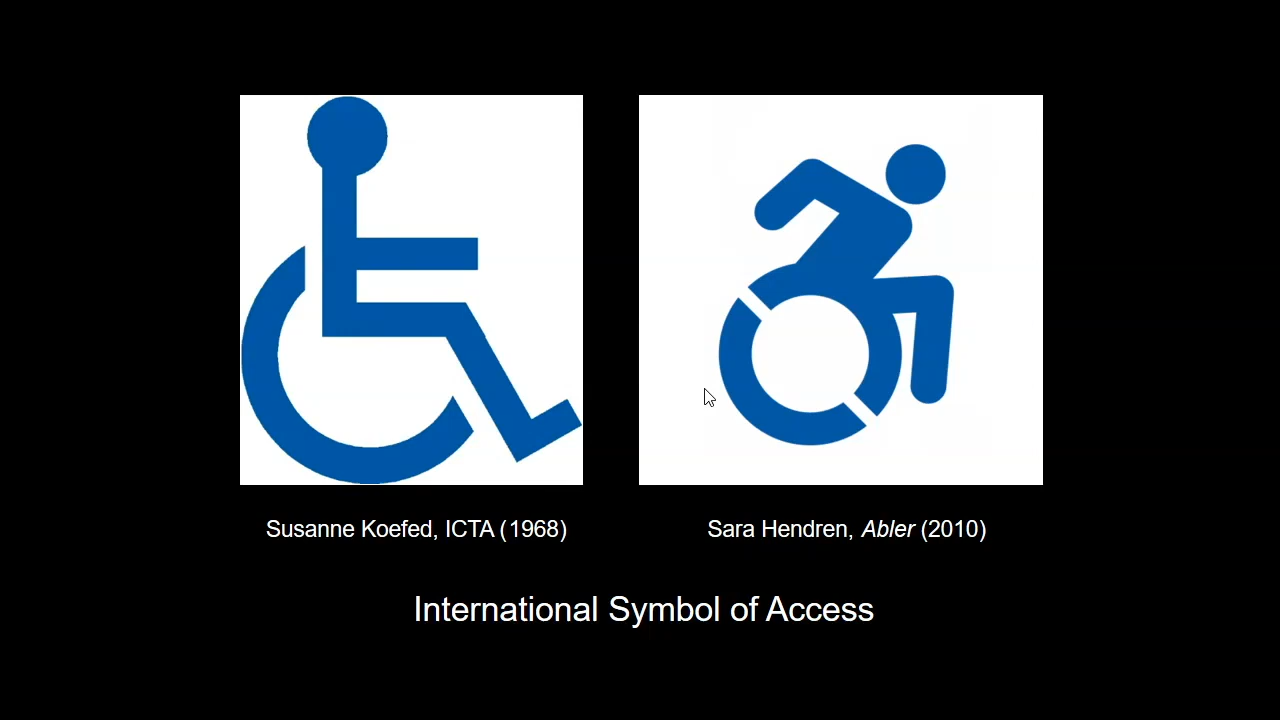 Susanne Koefed, ICTA (1968)
Sara Hendren, Abler (2010)
International Symbol of Access